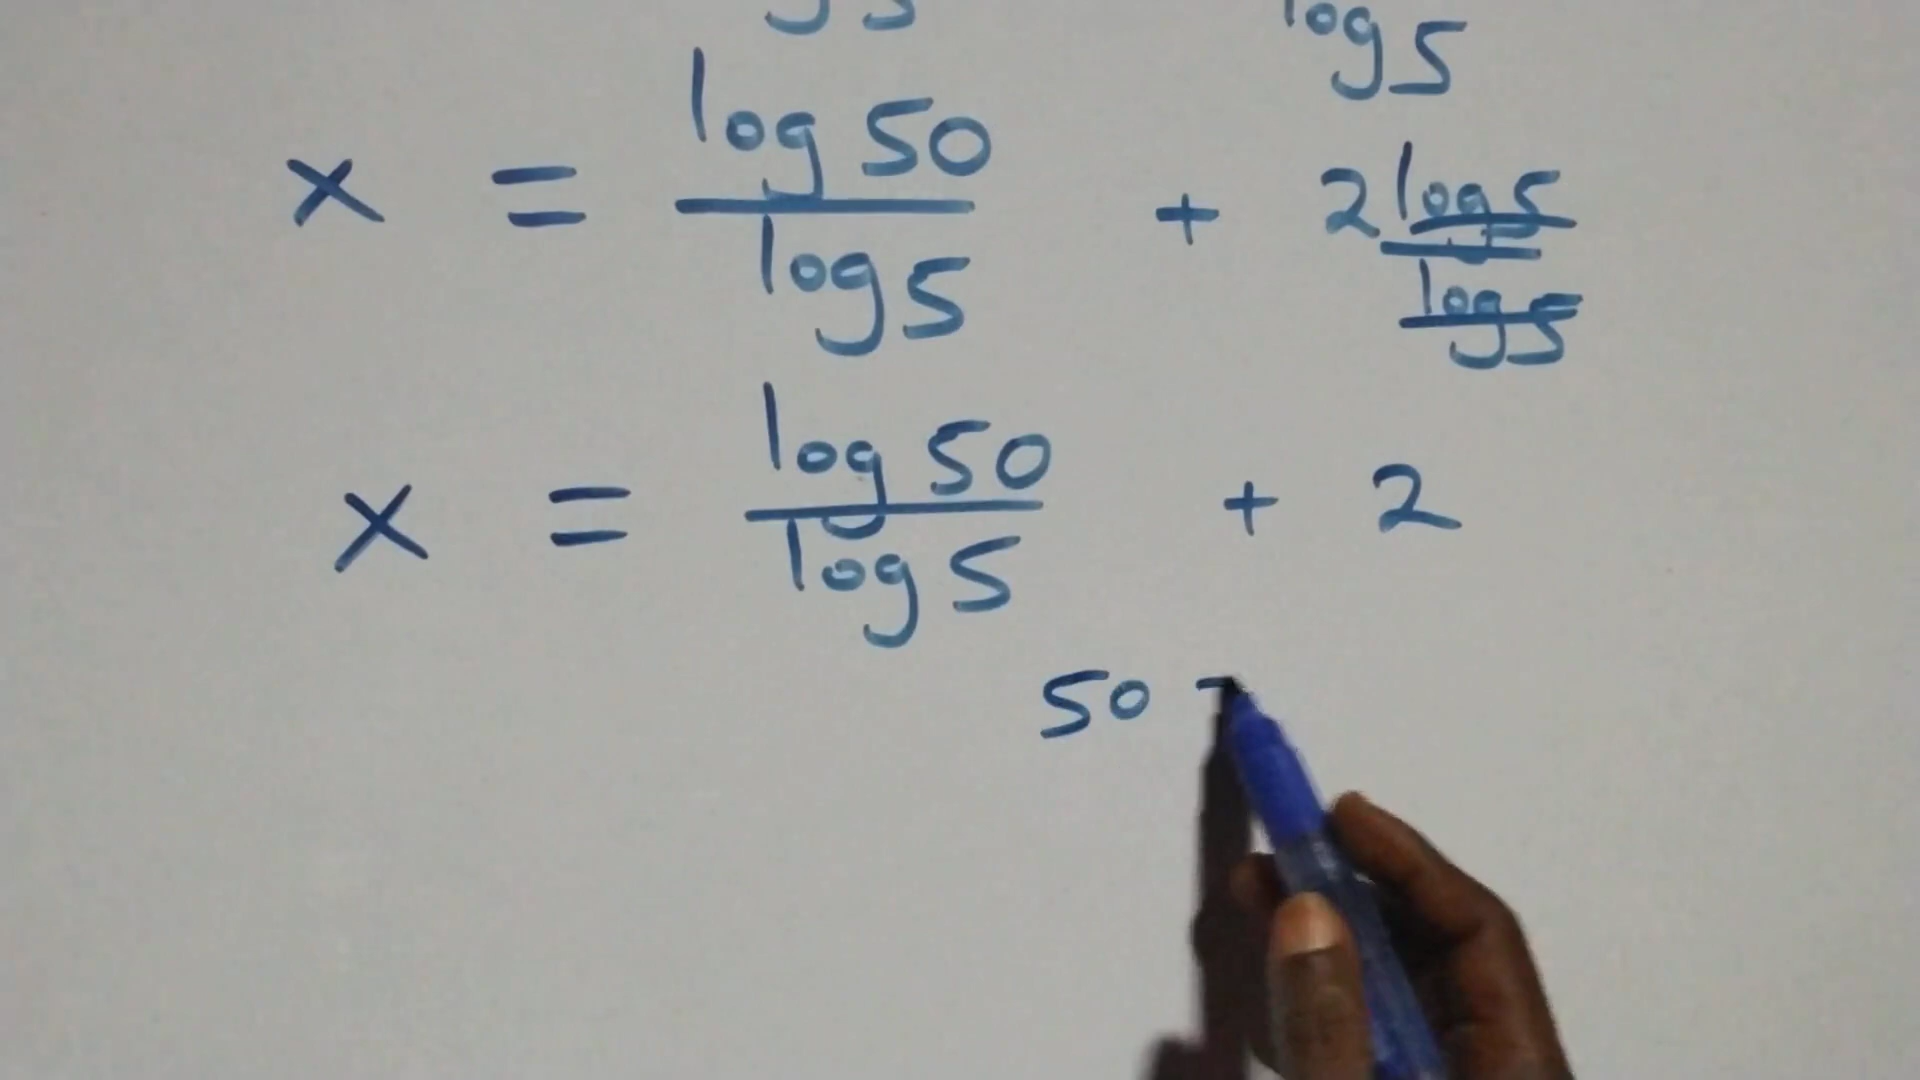 log 5
x = log 50 / log 5 + 2 log 5 / log 5
x = log 50 / log 5 + 2
50